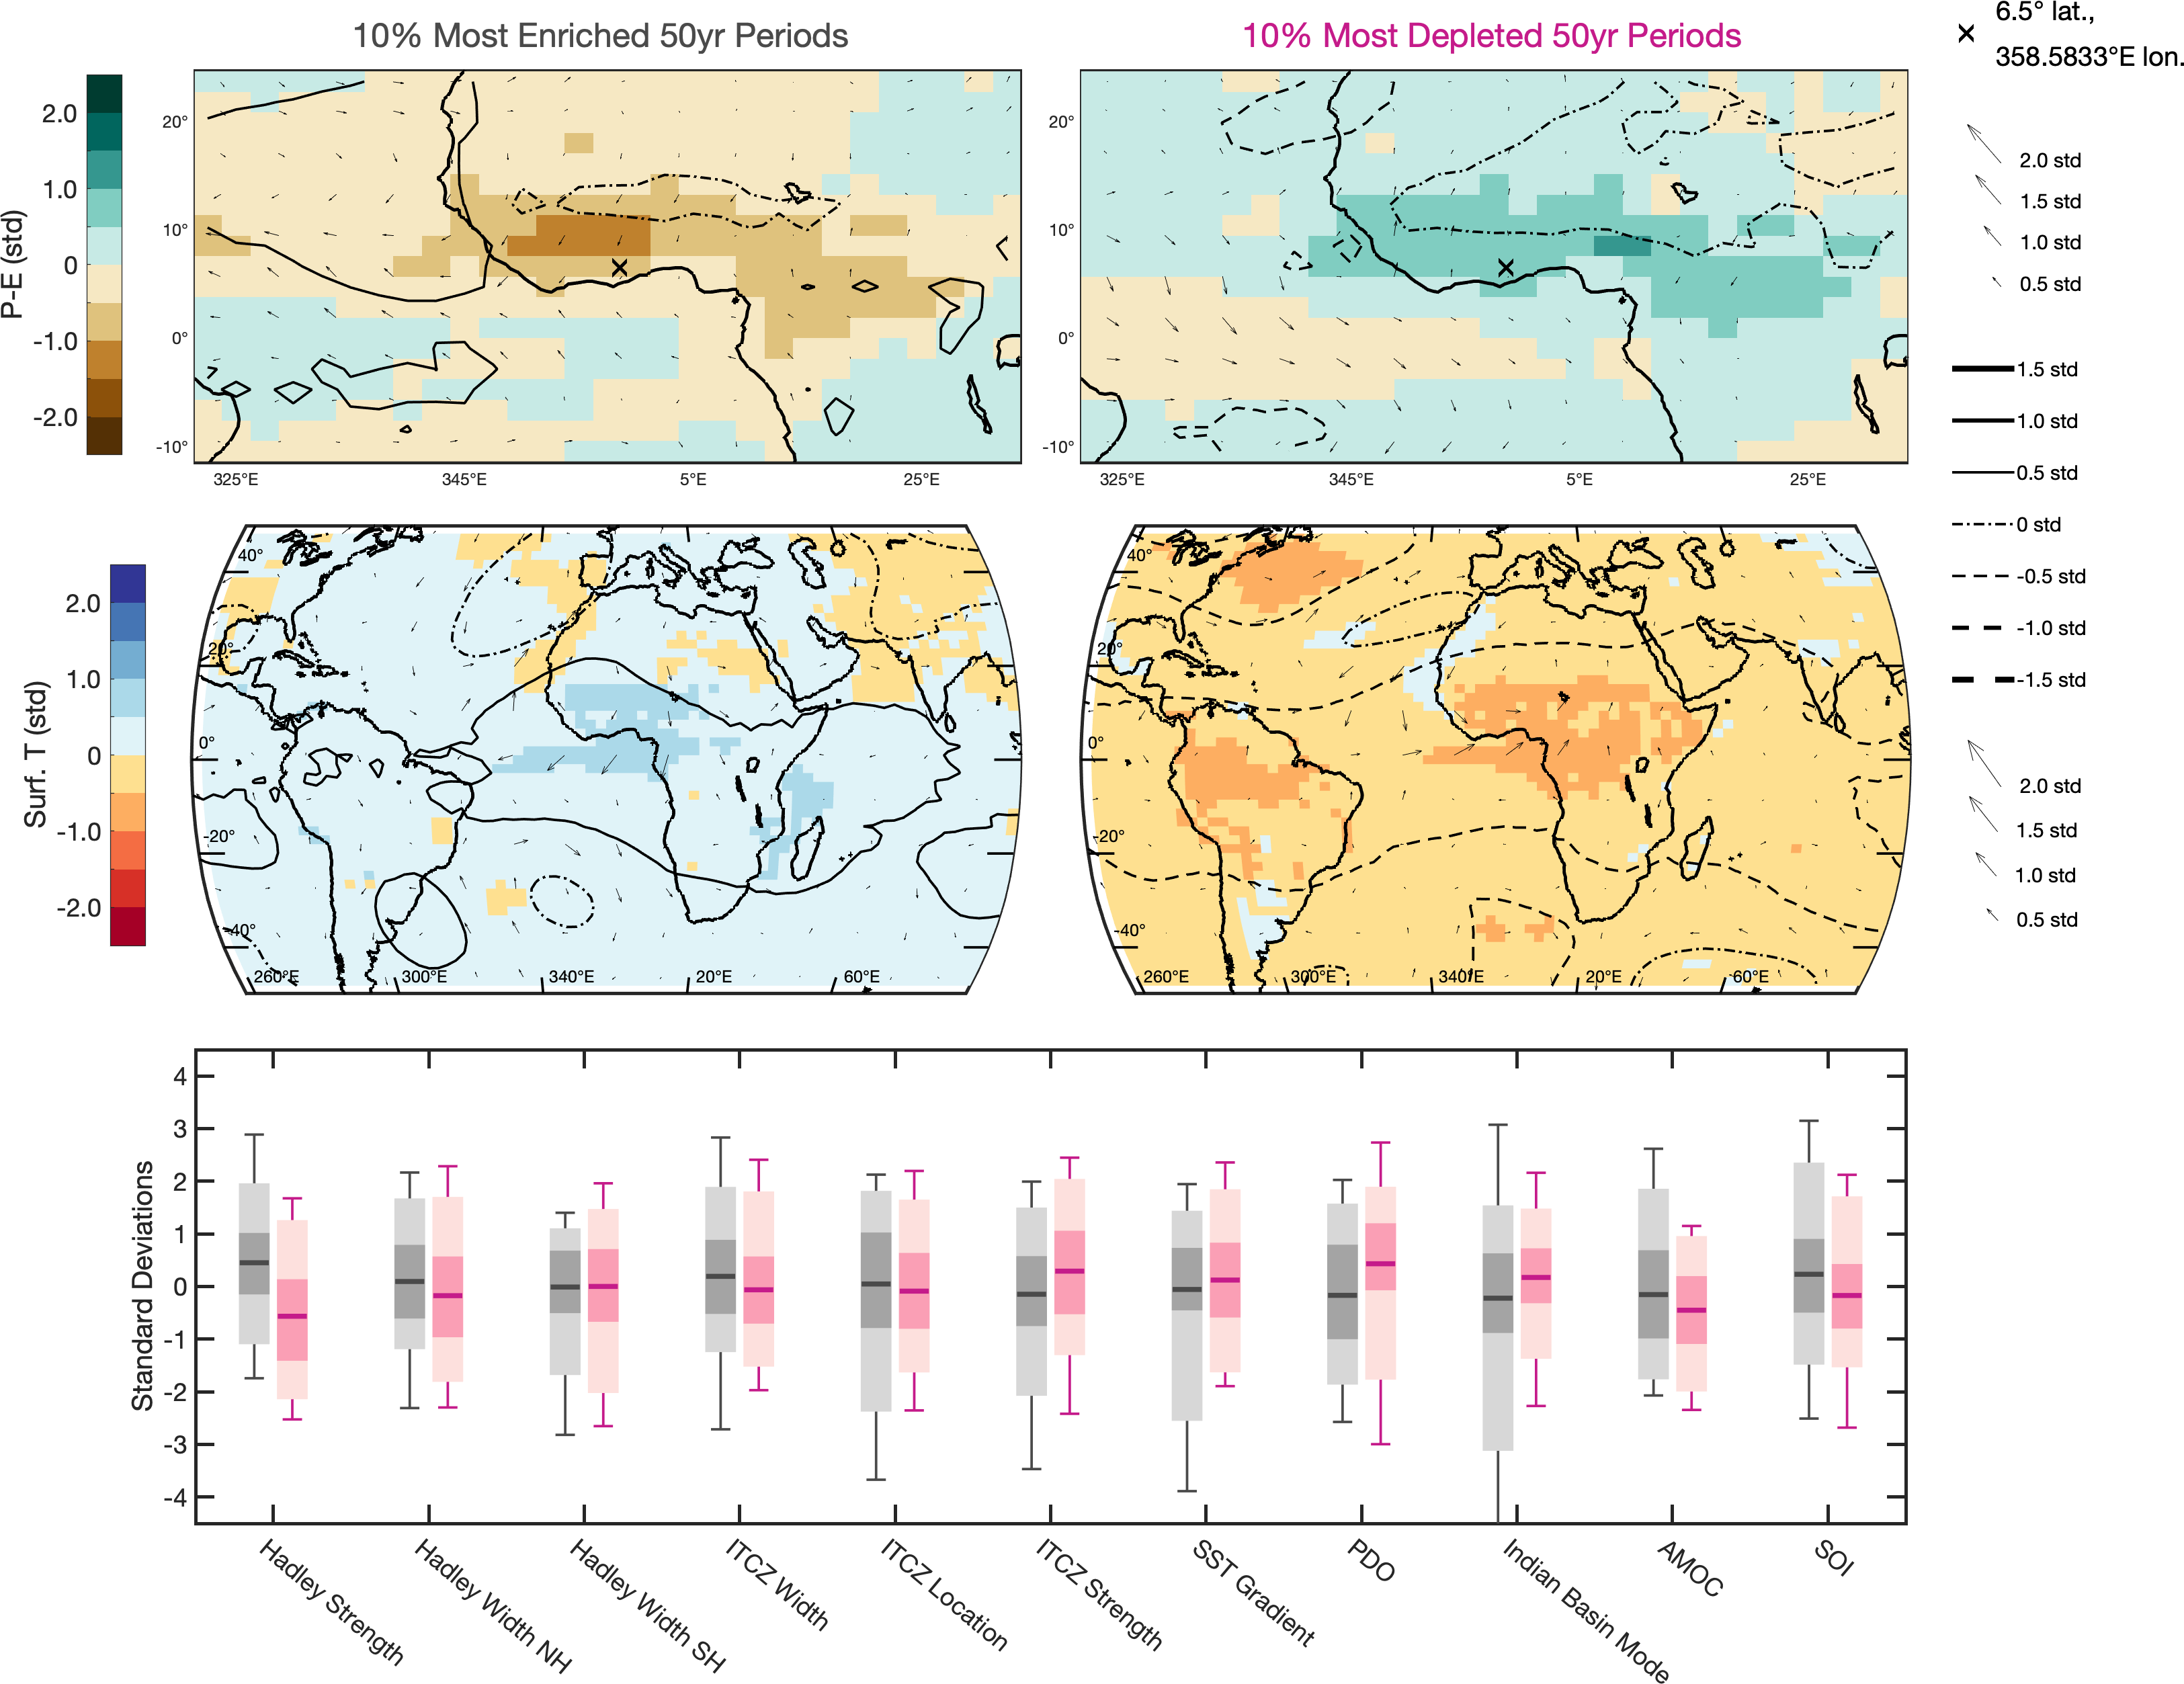 10% Most Enriched 50yr Periods
10% Most Depleted 50yr Periods
6.5° lat.,
358.5833°E lon.
P-E (std)
2.0
1.0
0
-1.0
-2.0
20°
10°
0°
-10°
325°E
345°E
5°E
25°E
20°
10°
0°
-10°
325°E
345°E
5°E
25°E
2.0 std
1.5 std
1.0 std
0.5 std
1.5 std
1.0 std
0.5 std
0 std
-0.5 std
-1.0 std
-1.5 std
2.0 std
1.5 std
1.0 std
0.5 std
Surf. T (std)
2.0
1.0
0
-1.0
-2.0
40°
20°
0°
-20°
-40°
260°E
300°E
340°E
20°E
60°E
40°
20°
0°
-20°
-40°
260°E
300°E
340°E
20°E
60°E
Standard Deviations
4
3
2
1
0
-1
-2
-3
-4
Hadley Strength
Hadley Width NH
Hadley Width SH
ITCZ Width
ITCZ Location
ITCZ Strength
SST Gradient
PDO
Indian Basin Mode
AMOC
SOI